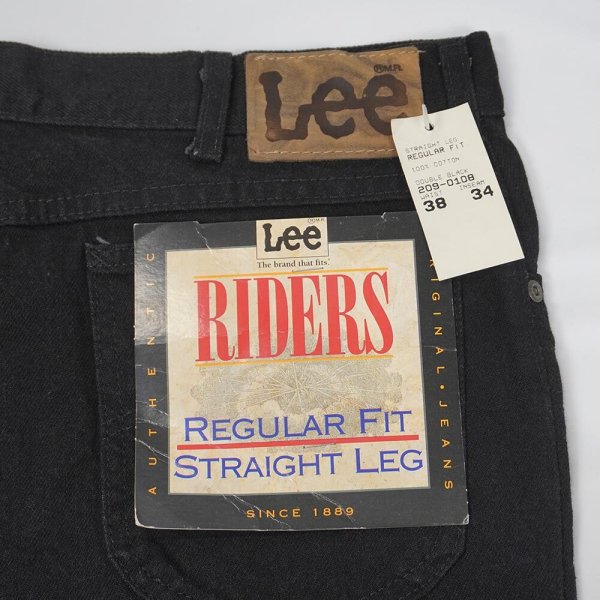 Lee
®M.R.
STRAIGHT LEG
REGULAR FIT
100% COTTON
DOUBLE BLACK
209-0108
WAIST INSEAM
38 34
Lee
®M.R.
The brand that fits.
RIDERS
AUTHENTIC
ORIGINAL • JEANS
REGULAR FIT
STRAIGHT LEG
SINCE 1889